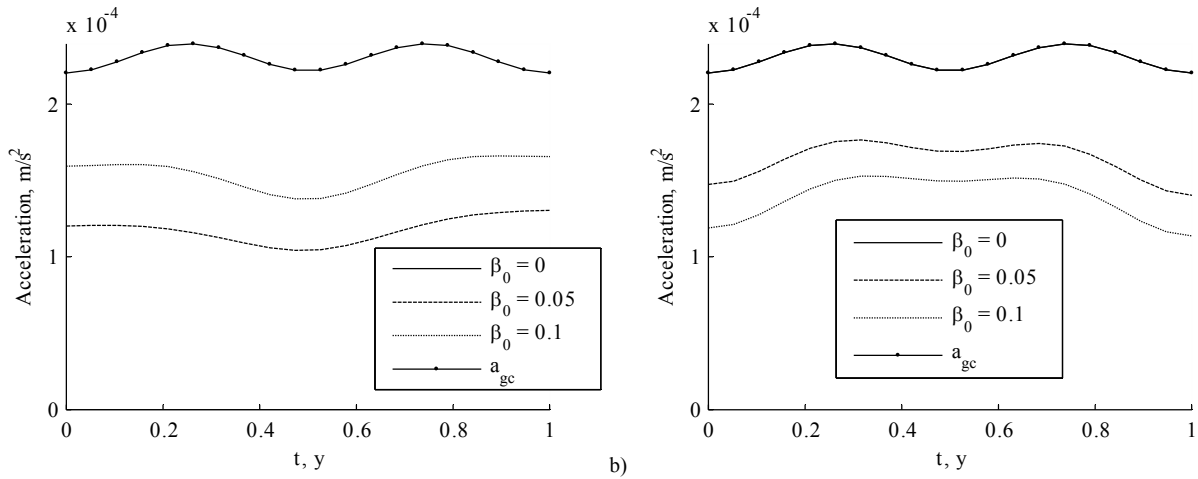 x 10^-4
Acceleration, m/s^2
2
1
0
0 0.2 0.4 0.6 0.8 1
t, y
β_0 = 0
β_0 = 0.05
β_0 = 0.1
a_gc
b)
x 10^-4
Acceleration, m/s^2
2
1
0
0 0.2 0.4 0.6 0.8 1
t, y
β_0 = 0
β_0 = 0.05
β_0 = 0.1
a_gc